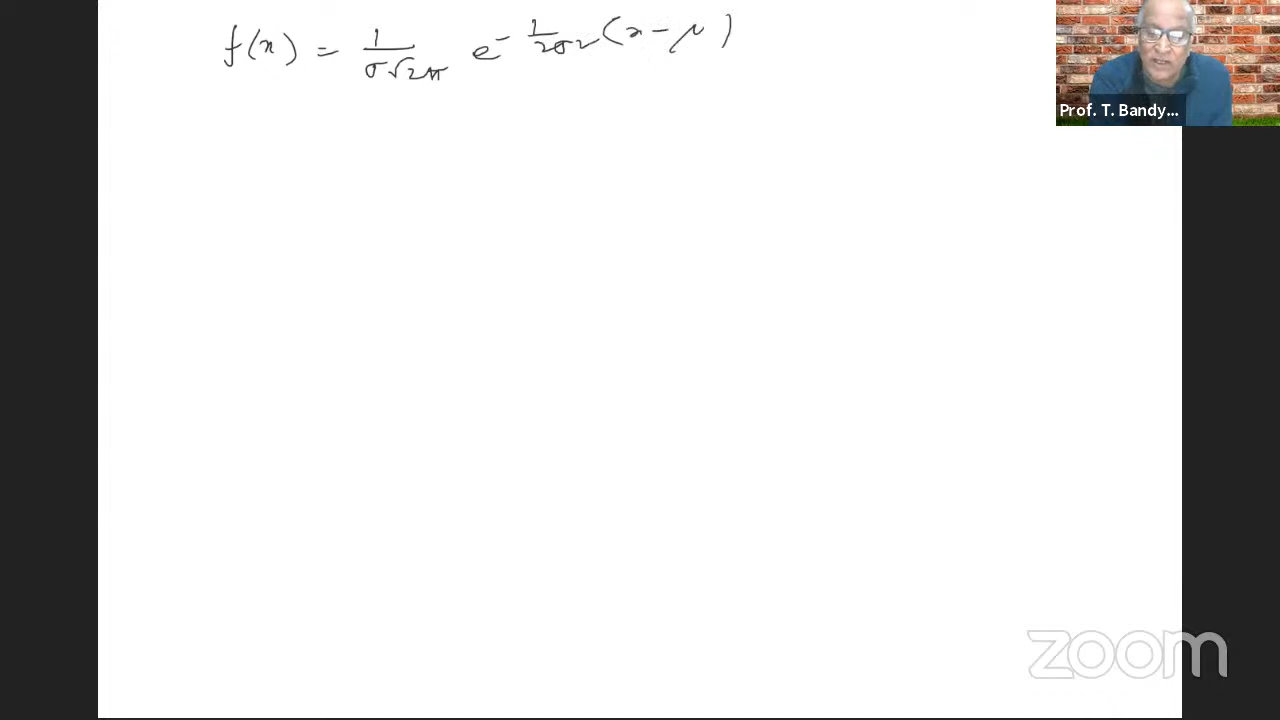 f(x) = 1/(σ√2π) e^(- 1/(2σ2) (x - μ))
Prof. T. Bandy...
zoom